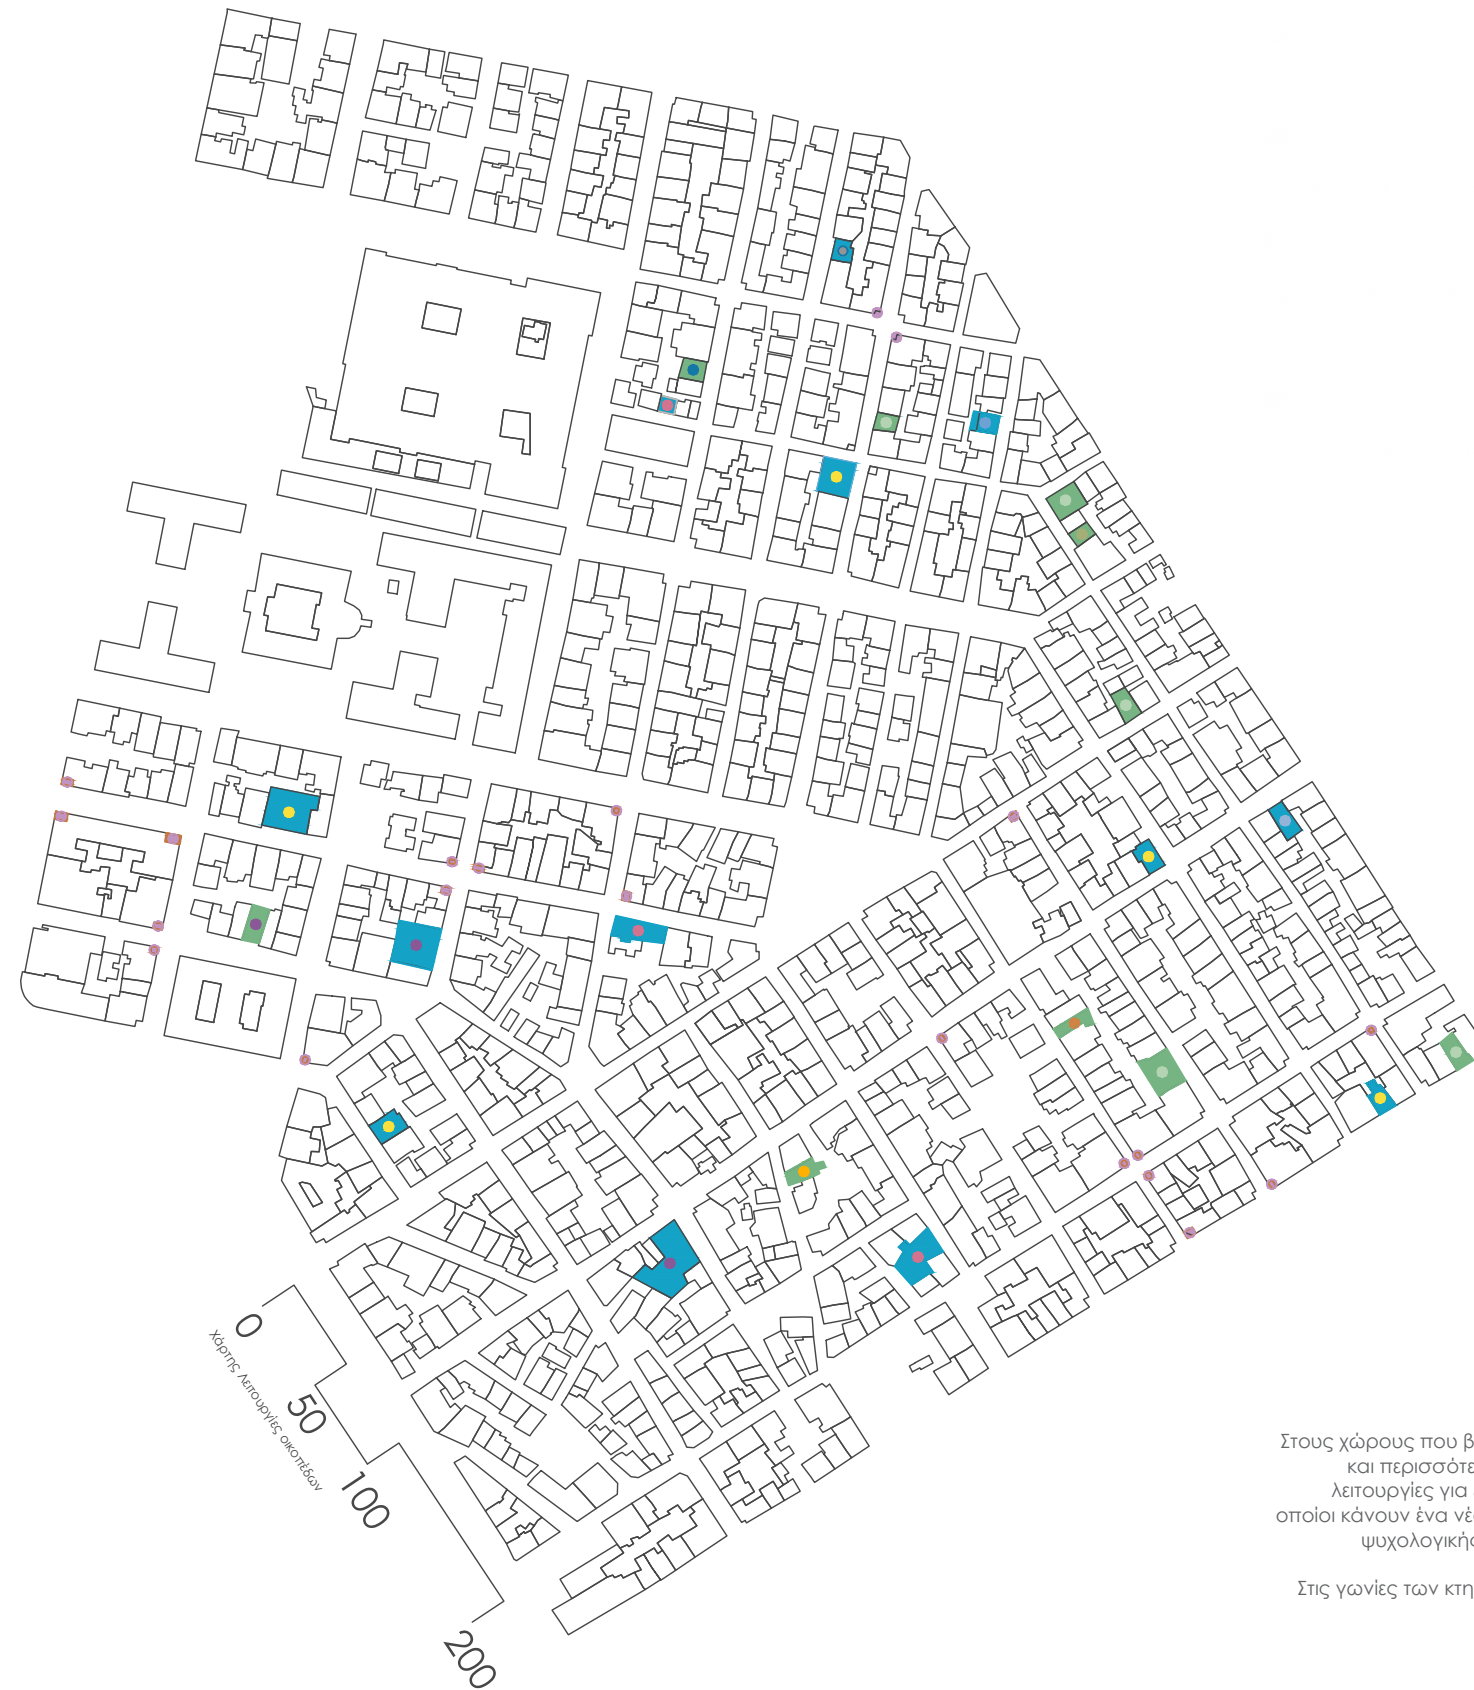 0
50
100
200
Χάρτης Λειτουργίες οικοπέδων
Στους χώρους που β
και περισσότε
λειτουργίες για
οποίοι κάνουν ένα νέ
ψυχολογική
Στις γωνίες των κτη